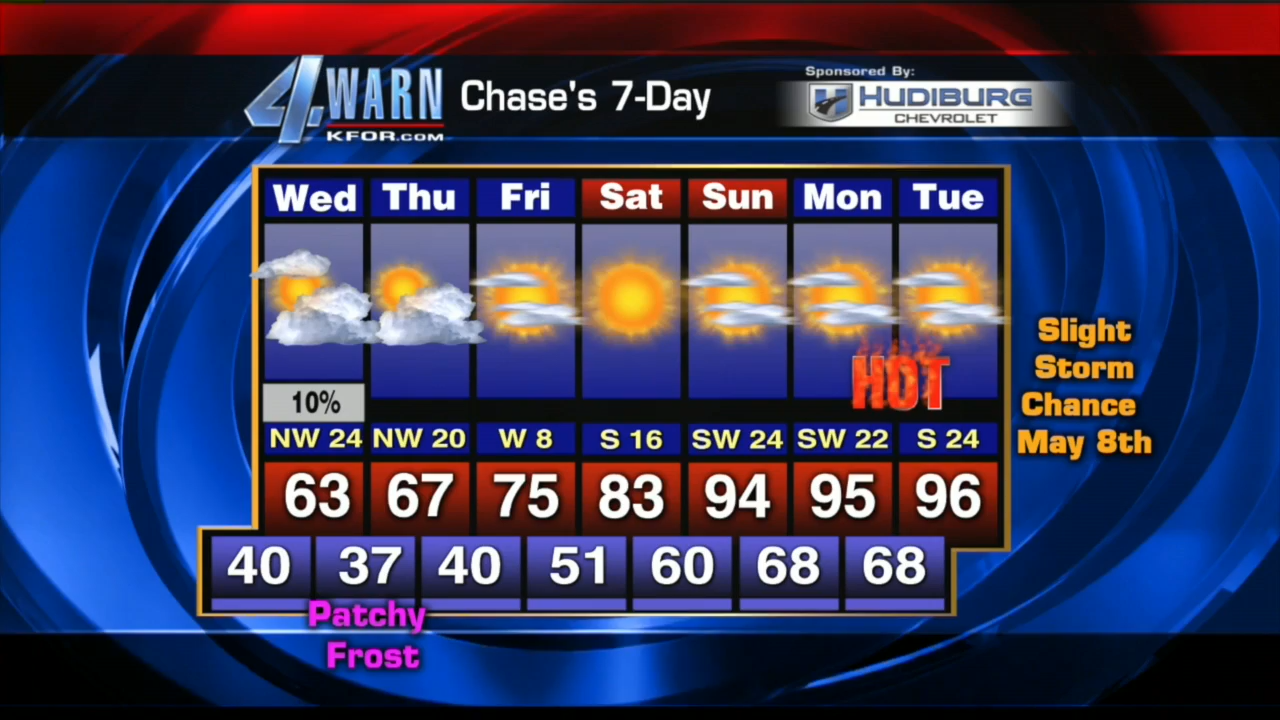 4WARN
KFOR.COM
Chase's 7-Day
Sponsored By:
HUDIBURG
CHEVROLET
Wed Thu Fri Sat Sun Mon Tue
HOT
10%
NW 24 NW 20 W 8 S 16 SW 24 SW 22 S 24
63 67 75 83 94 95 96
40 37 40 51 60 68 68
Patchy
Frost
Slight
Storm
Chance
May 8th